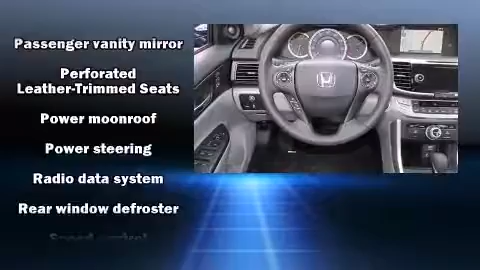 Passenger vanity mirror
Perforated
Leather-Trimmed Seats
Power moonroof
Power steering
Radio data system
Rear window defroster